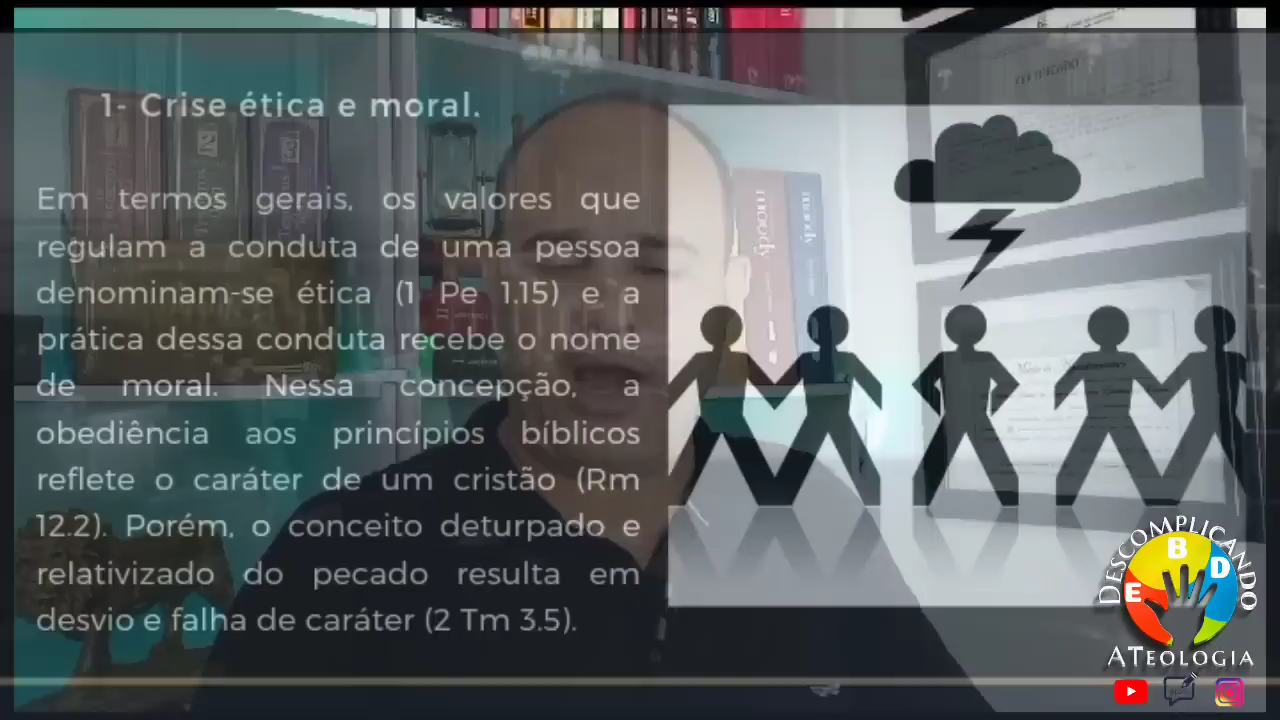 1- Crise ética e moral.
Em termos gerais, os valores que
regulam a conduta de uma pessoa
denominam-se ética (1 Pe 1.15) e a
prática dessa conduta recebe o nome
de moral. Nessa concepção, a
obediência aos princípios bíblicos
reflete o caráter de um cristão (Rm
12.2). Porém, o conceito deturpado e
relativizado do pecado resulta em
desvio e falha de caráter (2 Tm 3.5).
moody
moody
DESCOMPLICANDO
E B D
ATEOLOGIA